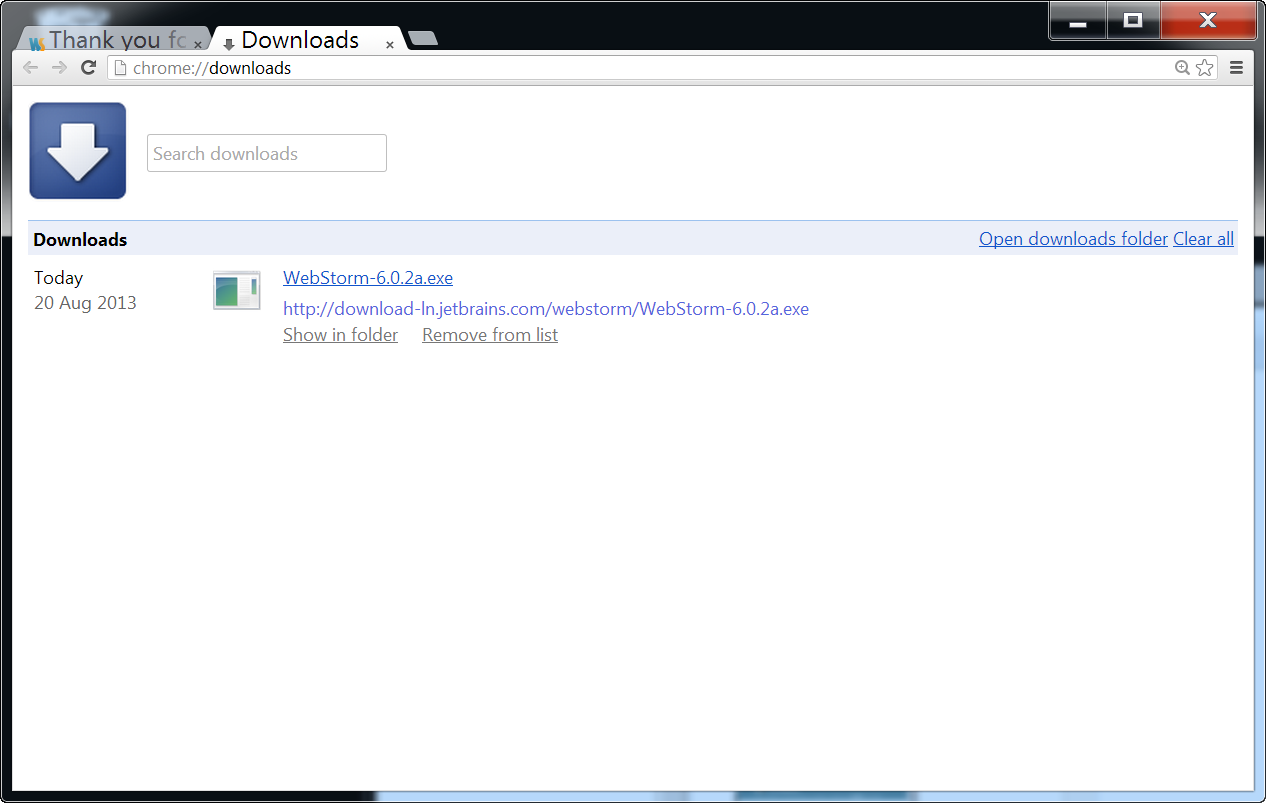 Thank you fo
Downloads
chrome://downloads
Search downloads
Downloads
Open downloads folder Clear all
Today
WebStorm-6.0.2a.exe
20 Aug 2013
http://download-ln.jetbrains.com/webstorm/WebStorm-6.0.2a.exe
Show in folder Remove from list